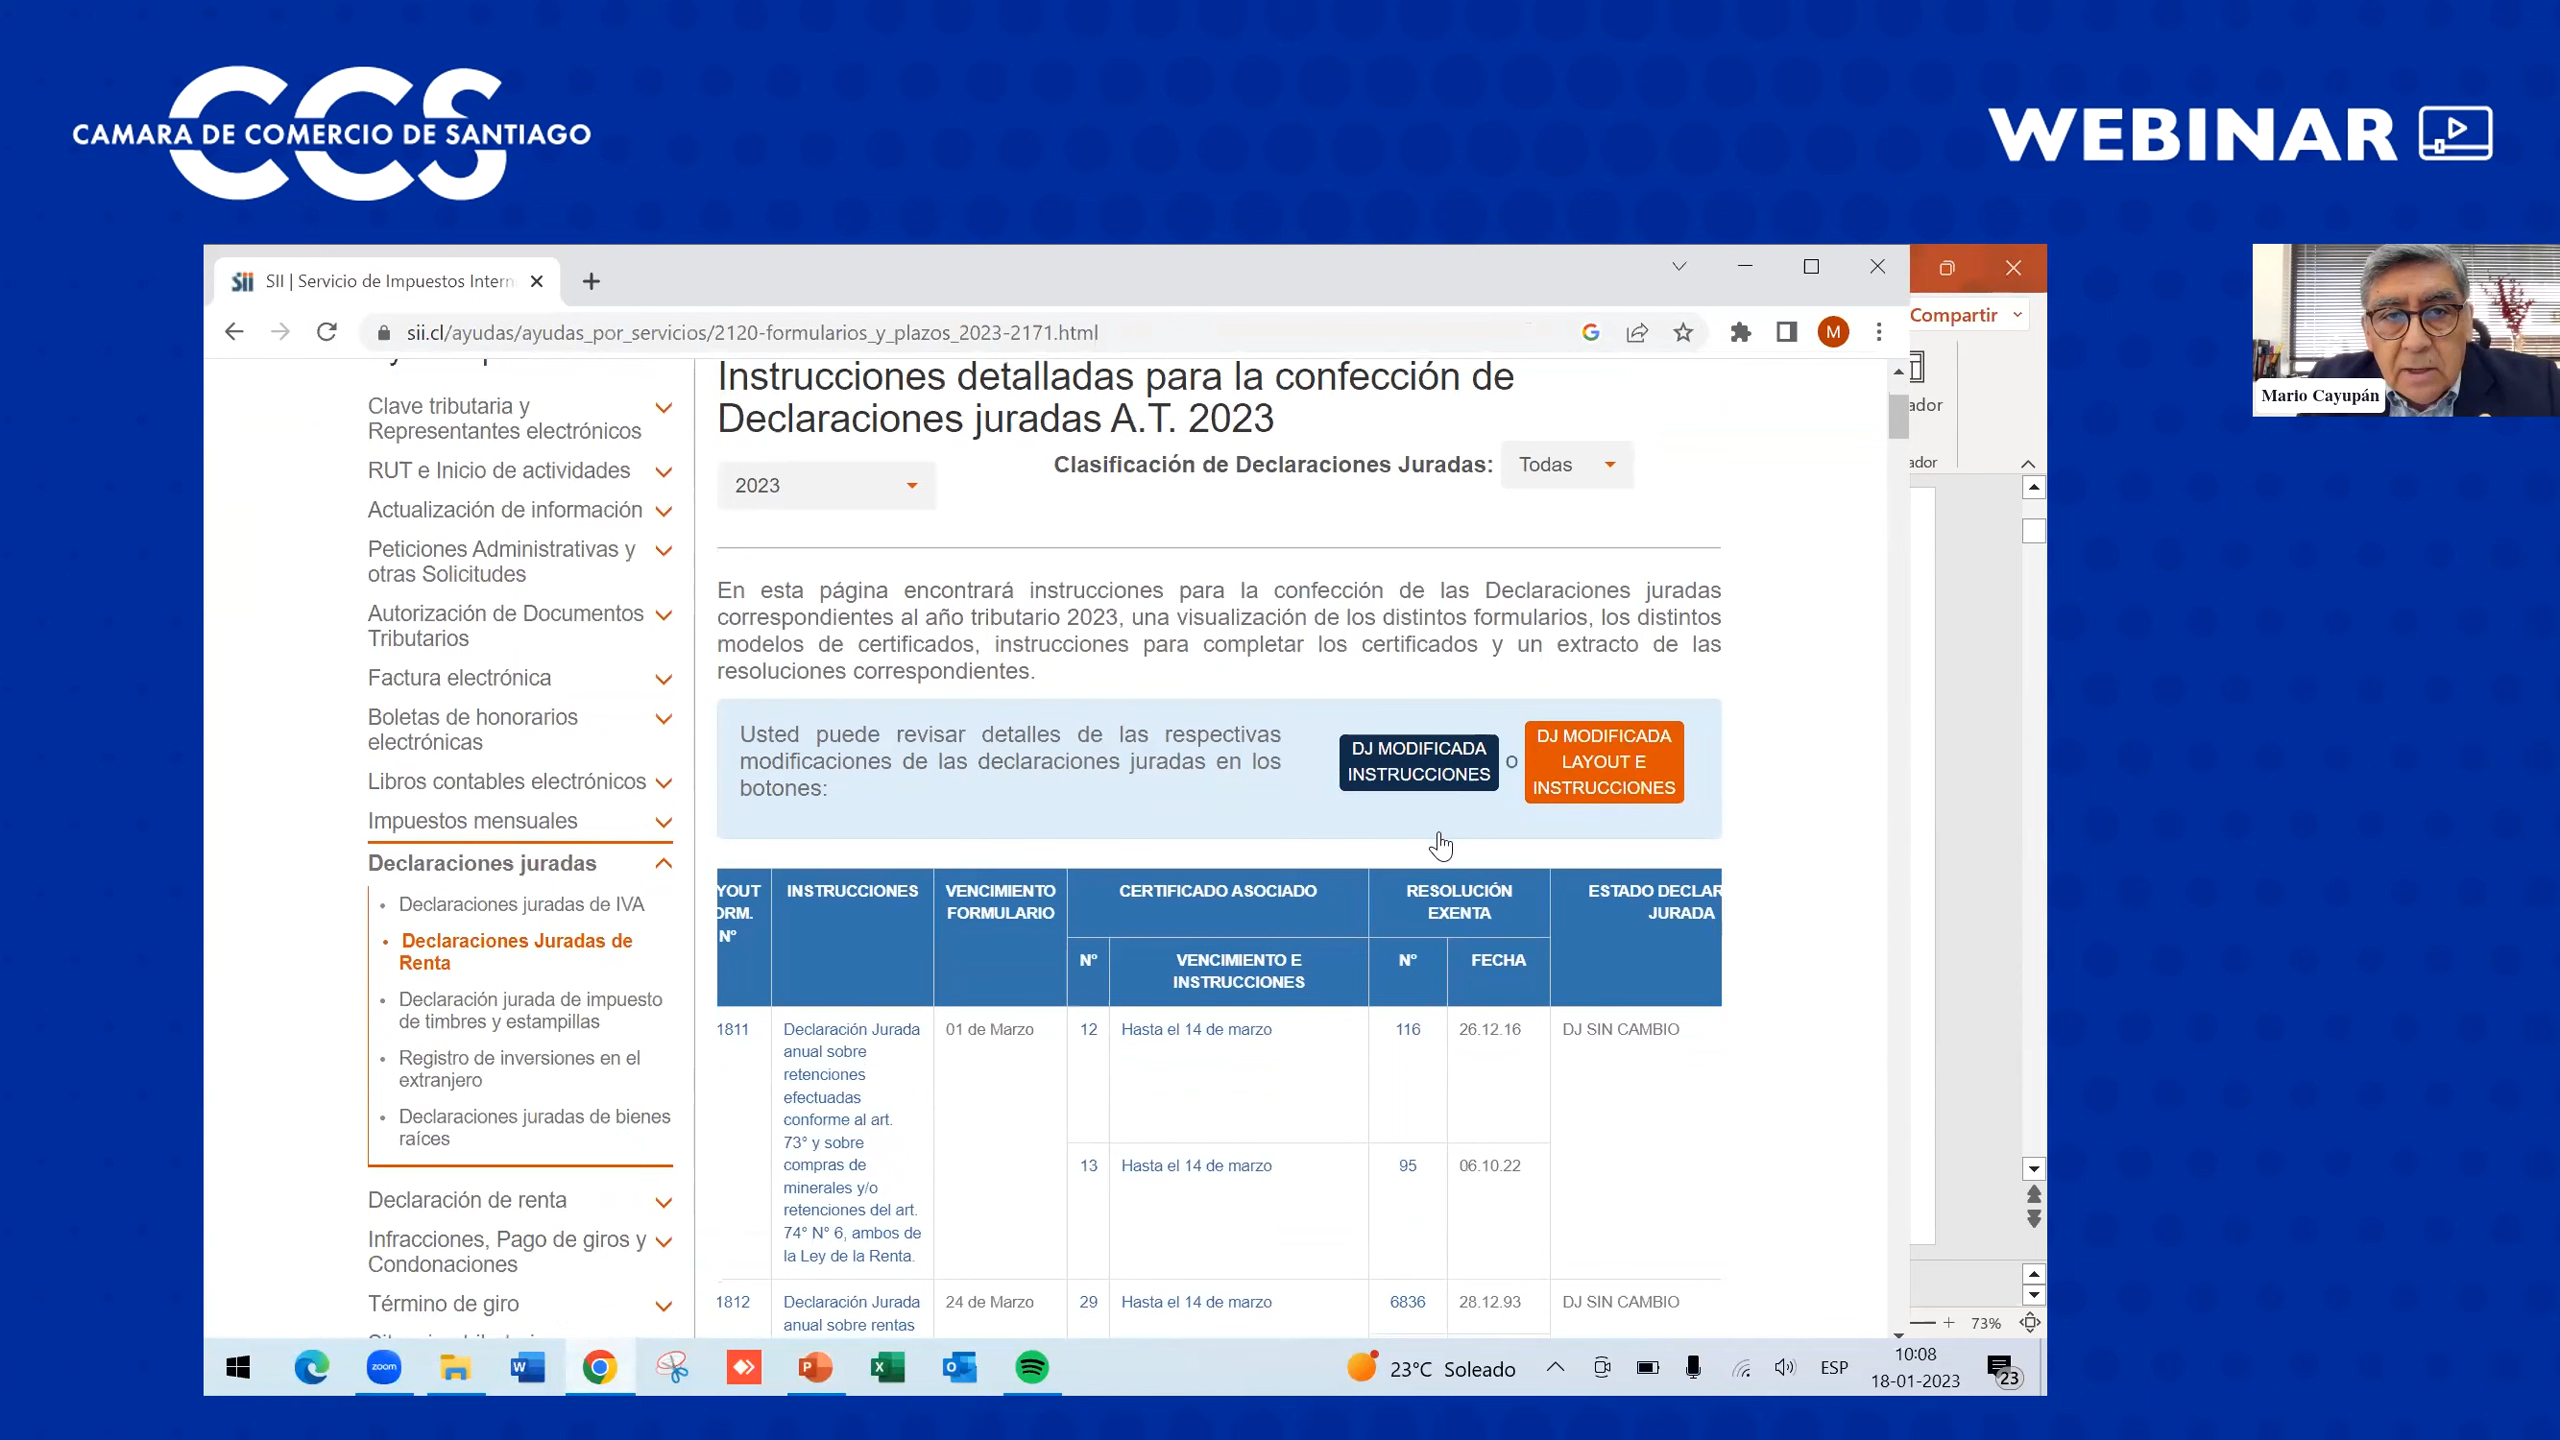 CCS
CAMARA DE COMERCIO DE SANTIAGO
WEBINAR
SII | Servicio de Impuestos Intern
sii.cl/ayudas/ayudas_por_servicios/2120-formularios_y_plazos_2023-2171.html
M
Compartir
ador
ador
Mario Cayupán
Clave tributaria y
Representantes electrónicos
RUT e Inicio de actividades
Actualización de información
Peticiones Administrativas y
otras Solicitudes
Autorización de Documentos
Tributarios
Factura electrónica
Boletas de honorarios
electrónicas
Libros contables electrónicos
Impuestos mensuales
Declaraciones juradas
• Declaraciones juradas de IVA
• Declaraciones Juradas de
Renta
• Declaración jurada de impuesto
de timbres y estampillas
• Registro de inversiones en el
extranjero
• Declaraciones juradas de bienes
raíces
Declaración de renta
Infracciones, Pago de giros y
Condonaciones
Término de giro
Instrucciones detalladas para la confección de
Declaraciones juradas A.T. 2023
2023
Clasificación de Declaraciones Juradas: Todas
En esta página encontrará instrucciones para la confección de las Declaraciones juradas
correspondientes al año tributario 2023, una visualización de los distintos formularios, los distintos
modelos de certificados, instrucciones para completar los certificados y un extracto de las
resoluciones correspondientes.
Usted puede revisar detalles de las respectivas
modificaciones de las declaraciones juradas en los
botones:
DJ MODIFICADA
INSTRUCCIONES
o
DJ MODIFICADA
LAYOUT E
INSTRUCCIONES
YOUT
ORM.
N°
INSTRUCCIONES
VENCIMIENTO
FORMULARIO
CERTIFICADO ASOCIADO
N°
VENCIMIENTO E
INSTRUCCIONES
RESOLUCIÓN
EXENTA
N°
FECHA
ESTADO DECLAR
JURADA
1811
Declaración Jurada
anual sobre
retenciones
efectuadas
conforme al art.
73° y sobre
compras de
minerales y/o
retenciones del art.
74° N° 6, ambos de
la Ley de la Renta.
01 de Marzo
12 Hasta el 14 de marzo 116 26.12.16 DJ SIN CAMBIO
13 Hasta el 14 de marzo 95 06.10.22
1812
Declaración Jurada
anual sobre rentas
24 de Marzo
29 Hasta el 14 de marzo 6836 28.12.93 DJ SIN CAMBIO
73%
zoom
23°C Soleado
ESP
10:08
18-01-2023
23